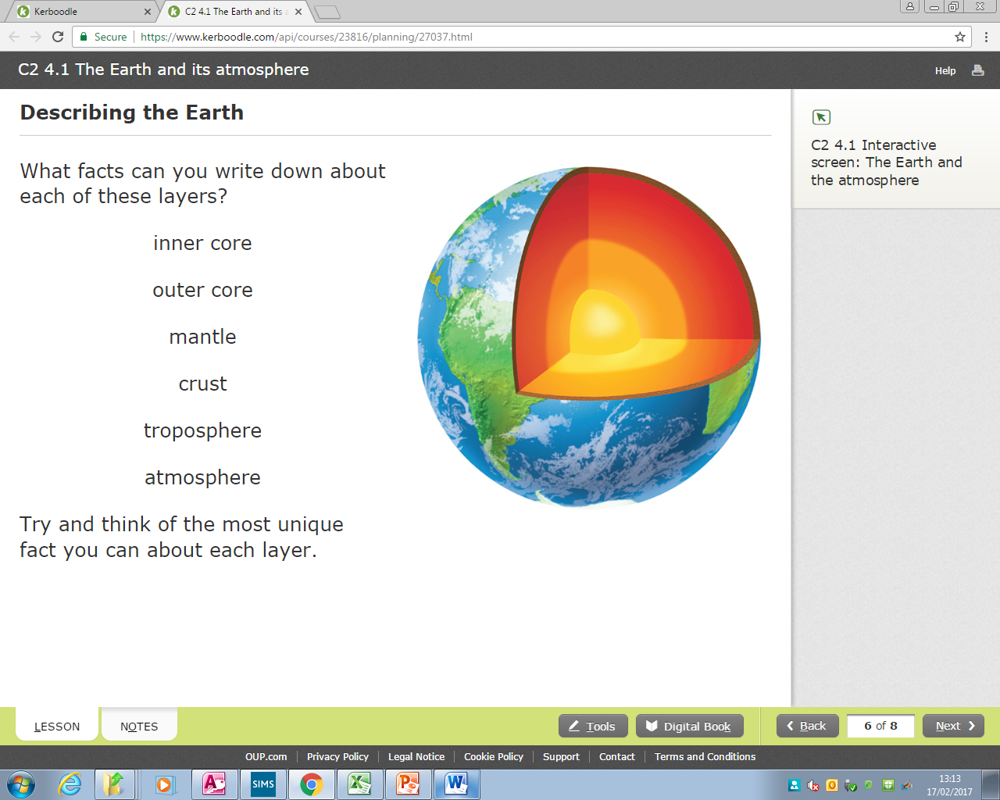 Kerboodle
C2 4.1 The Earth and its a
Secure
https://www.kerboodle.com/api/courses/23816/planning/27037.html
C2 4.1 The Earth and its atmosphere
Help
Describing the Earth
What facts can you write down about
each of these layers?
inner core
outer core
mantle
crust
troposphere
atmosphere
Try and think of the most unique
fact you can about each layer.
C2 4.1 Interactive
screen: The Earth and
the atmosphere
LESSON
NOTES
Tools
Digital Book
Back
6 of 8
Next
OUP.com
Privacy Policy
Legal Notice
Cookie Policy
Support
Contact
Terms and Conditions
SIMS
13:13
17/02/2017